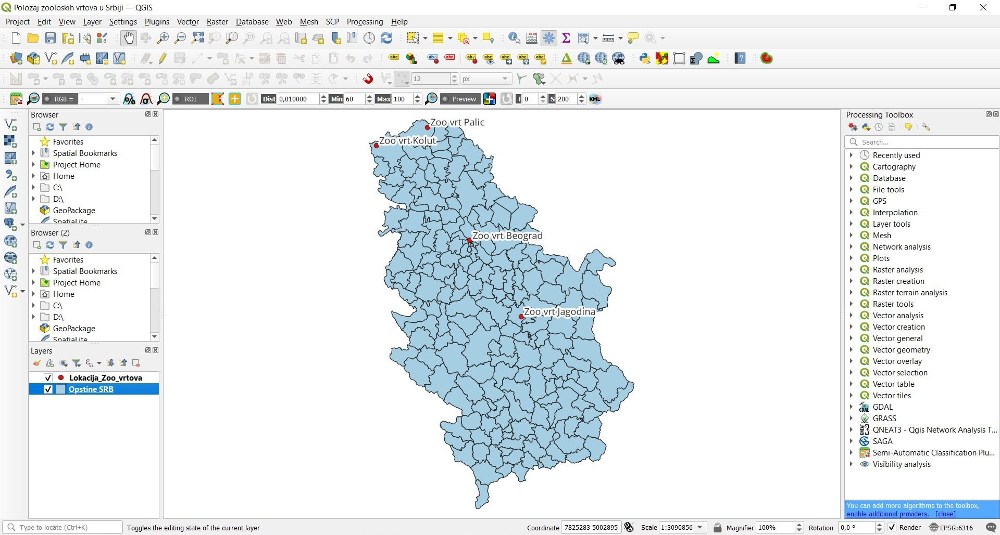 Polozaj zooloskih vrtova u Srbiji — QGIS
Project Edit View Layer Settings Plugins Vector Raster Database Web Mesh SCP Processing Help
12 px
RGB = - ROI Dist 0,010000 Min 60 Max 100 Preview T 0 S 200 KML
Browser
Favorites
Spatial Bookmarks
Project Home
Home
C:\
D:\
GeoPackage
SpatiaLite
Browser (2)
Favorites
Spatial Bookmarks
Project Home
Home
C:\
D:\
GeoPackage
SpatiaLite
Layers
Lokacija_Zoo_vrtova
Opstine SRB
Zoo vrt Palic
Zoo vrt Kolut
Zoo vrt Beograd
Zoo vrt Jagodina
Processing Toolbox
Search...
Recently used
Cartography
Database
File tools
GPS
Interpolation
Layer tools
Mesh
Network analysis
Plots
Raster analysis
Raster creation
Raster terrain analysis
Raster tools
Vector analysis
Vector creation
Vector general
Vector geometry
Vector overlay
Vector selection
Vector table
Vector tiles
GDAL
GRASS
QNEAT3 - Qgis Network Analysis T...
SAGA
Semi-Automatic Classification Plu...
Visibility analysis
You can add more algorithms to the toolbox,
enable additional providers. [close]
Type to locate (Ctrl+K) Toggles the editing state of the current layer Coordinate 7825283 5002895 Scale 1:3090856 Magnifier 100% Rotation 0,0 ° Render EPSG:6316